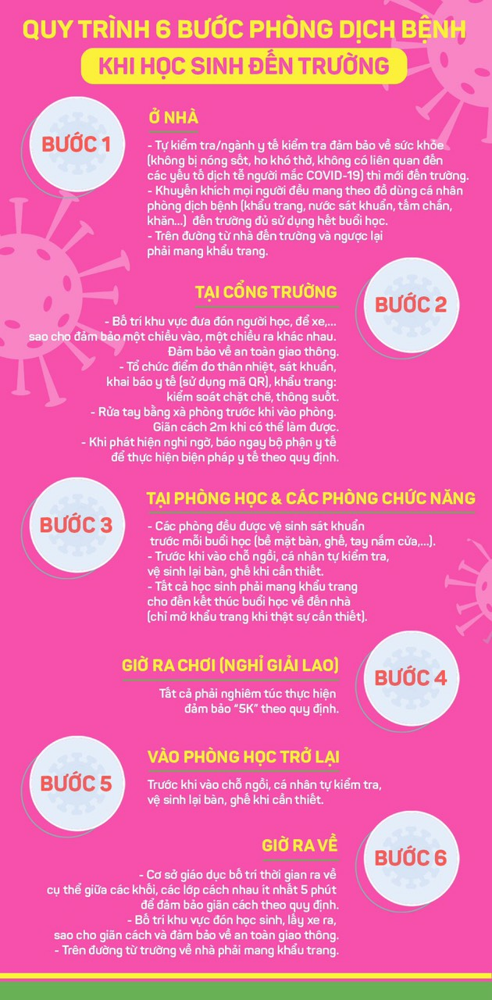 QUY TRÌNH 6 BƯỚC PHÒNG DỊCH BỆNH
KHI HỌC SINH ĐẾN TRƯỜNG
BƯỚC 1
Ở NHÀ
- Tự kiểm tra/ngành y tế kiểm tra đảm bảo về sức khỏe
(không bị nóng sốt, ho khó thở, không có liên quan đến
các yếu tố dịch tễ người mắc COVID-19) thì mới đến trường.
- Khuyến khích mọi người đều mang theo đồ dùng cá nhân
phòng dịch bệnh (khẩu trang, nước sát khuẩn, tấm chắn,
khăn...) đến trường đủ sử dụng hết buổi học.
- Trên đường từ nhà đến trường và ngược lại
phải mang khẩu trang.
BƯỚC 2
TẠI CỔNG TRƯỜNG
- Bố trí khu vực đưa đón người học, để xe,...
sao cho đảm bảo một chiều vào, một chiều ra khác nhau.
Đảm bảo về an toàn giao thông.
- Tổ chức điểm đo thân nhiệt, sát khuẩn,
khai báo y tế (sử dụng mã QR), khẩu trang:
kiểm soát chặt chẽ, thông suốt.
- Rửa tay bằng xà phòng trước khi vào phòng.
Giãn cách 2m khi có thể làm được.
- Khi phát hiện nghi ngờ, báo ngay bộ phận y tế
để thực hiện biện pháp y tế theo quy định.
BƯỚC 3
TẠI PHÒNG HỌC & CÁC PHÒNG CHỨC NĂNG
- Các phòng đều được vệ sinh sát khuẩn
trước mỗi buổi học (bề mặt bàn, ghế, tay nắm cửa,...).
- Trước khi vào chỗ ngồi, cá nhân tự kiểm tra,
vệ sinh lại bàn, ghế khi cần thiết.
- Tất cả học sinh phải mang khẩu trang
cho đến kết thúc buổi học về đến nhà
(chỉ mở khẩu trang khi thật sự cần thiết).
BƯỚC 4
GIỜ RA CHƠI (NGHỈ GIẢI LAO)
Tất cả phải nghiêm túc thực hiện
đảm bảo “5K” theo quy định.
BƯỚC 5
VÀO PHÒNG HỌC TRỞ LẠI
Trước khi vào chỗ ngồi, cá nhân tự kiểm tra,
vệ sinh lại bàn, ghế khi cần thiết.
BƯỚC 6
GIỜ RA VỀ
- Cơ sở giáo dục bố trí thời gian ra về
cụ thể giữa các khối, các lớp cách nhau ít nhất 5 phút
để đảm bảo giãn cách theo quy định.
- Bố trí khu vực đón học sinh, lấy xe ra,
sao cho giãn cách và đảm bảo về an toàn giao thông.
- Trên đường từ trường về nhà phải mang khẩu trang.